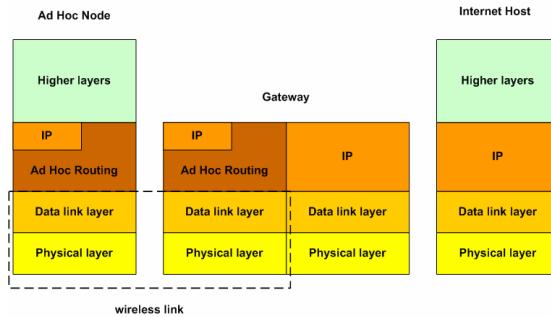 Ad Hoc Node
Internet Host
Higher layers
Higher layers
Gateway
IP
IP
IP
IP
Ad Hoc Routing
Ad Hoc Routing
Data link layer
Data link layer
Data link layer
Data link layer
Physical layer
Physical layer
Physical layer
Physical layer
wireless link